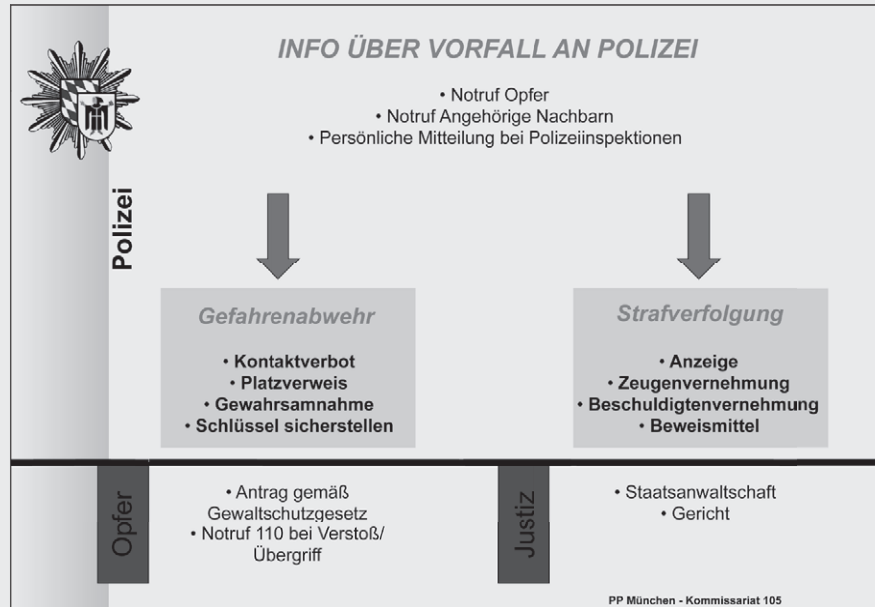 INFO ÜBER VORFALL AN POLIZEI
• Notruf Opfer
• Notruf Angehörige Nachbarn
• Persönliche Mitteilung bei Polizeiinspektionen
Polizei
Gefahrenabwehr
• Kontaktverbot
• Platzverweis
• Gewahrsamnahme
• Schlüssel sicherstellen
Strafverfolgung
• Anzeige
• Zeugenvernehmung
• Beschuldigtenvernehmung
• Beweismittel
Opfer
• Antrag gemäß
Gewaltschutzgesetz
• Notruf 110 bei Verstoß/
Übergriff
Justiz
• Staatsanwaltschaft
• Gericht
PP München - Kommissariat 105